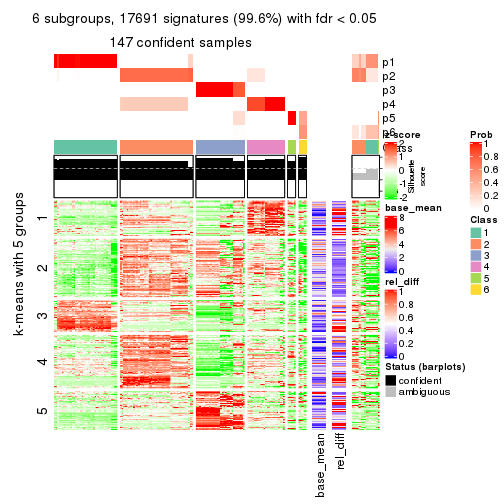 6 subgroups, 17691 signatures (99.6%) with fdr < 0.05
147 confident samples
p1
p2
p3
p4
p5
p6
Class
Silhouette
score
k-means with 5 groups
1
2
3
4
5
base_mean
rel_diff
z-score
2
1
0
-1
-2
base_mean
8
6
4
2
0
rel_diff
1
0.8
0.6
0.4
0.2
0
Status (barplots)
confident
ambiguous
Prob
1
0.8
0.6
0.4
0.2
0
Class
1
2
3
4
5
6